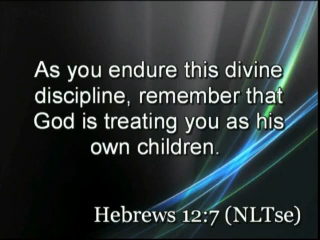 As you endure this divine
discipline, remember that
God is treating you as his
own children.
Hebrews 12:7 (NLTse)